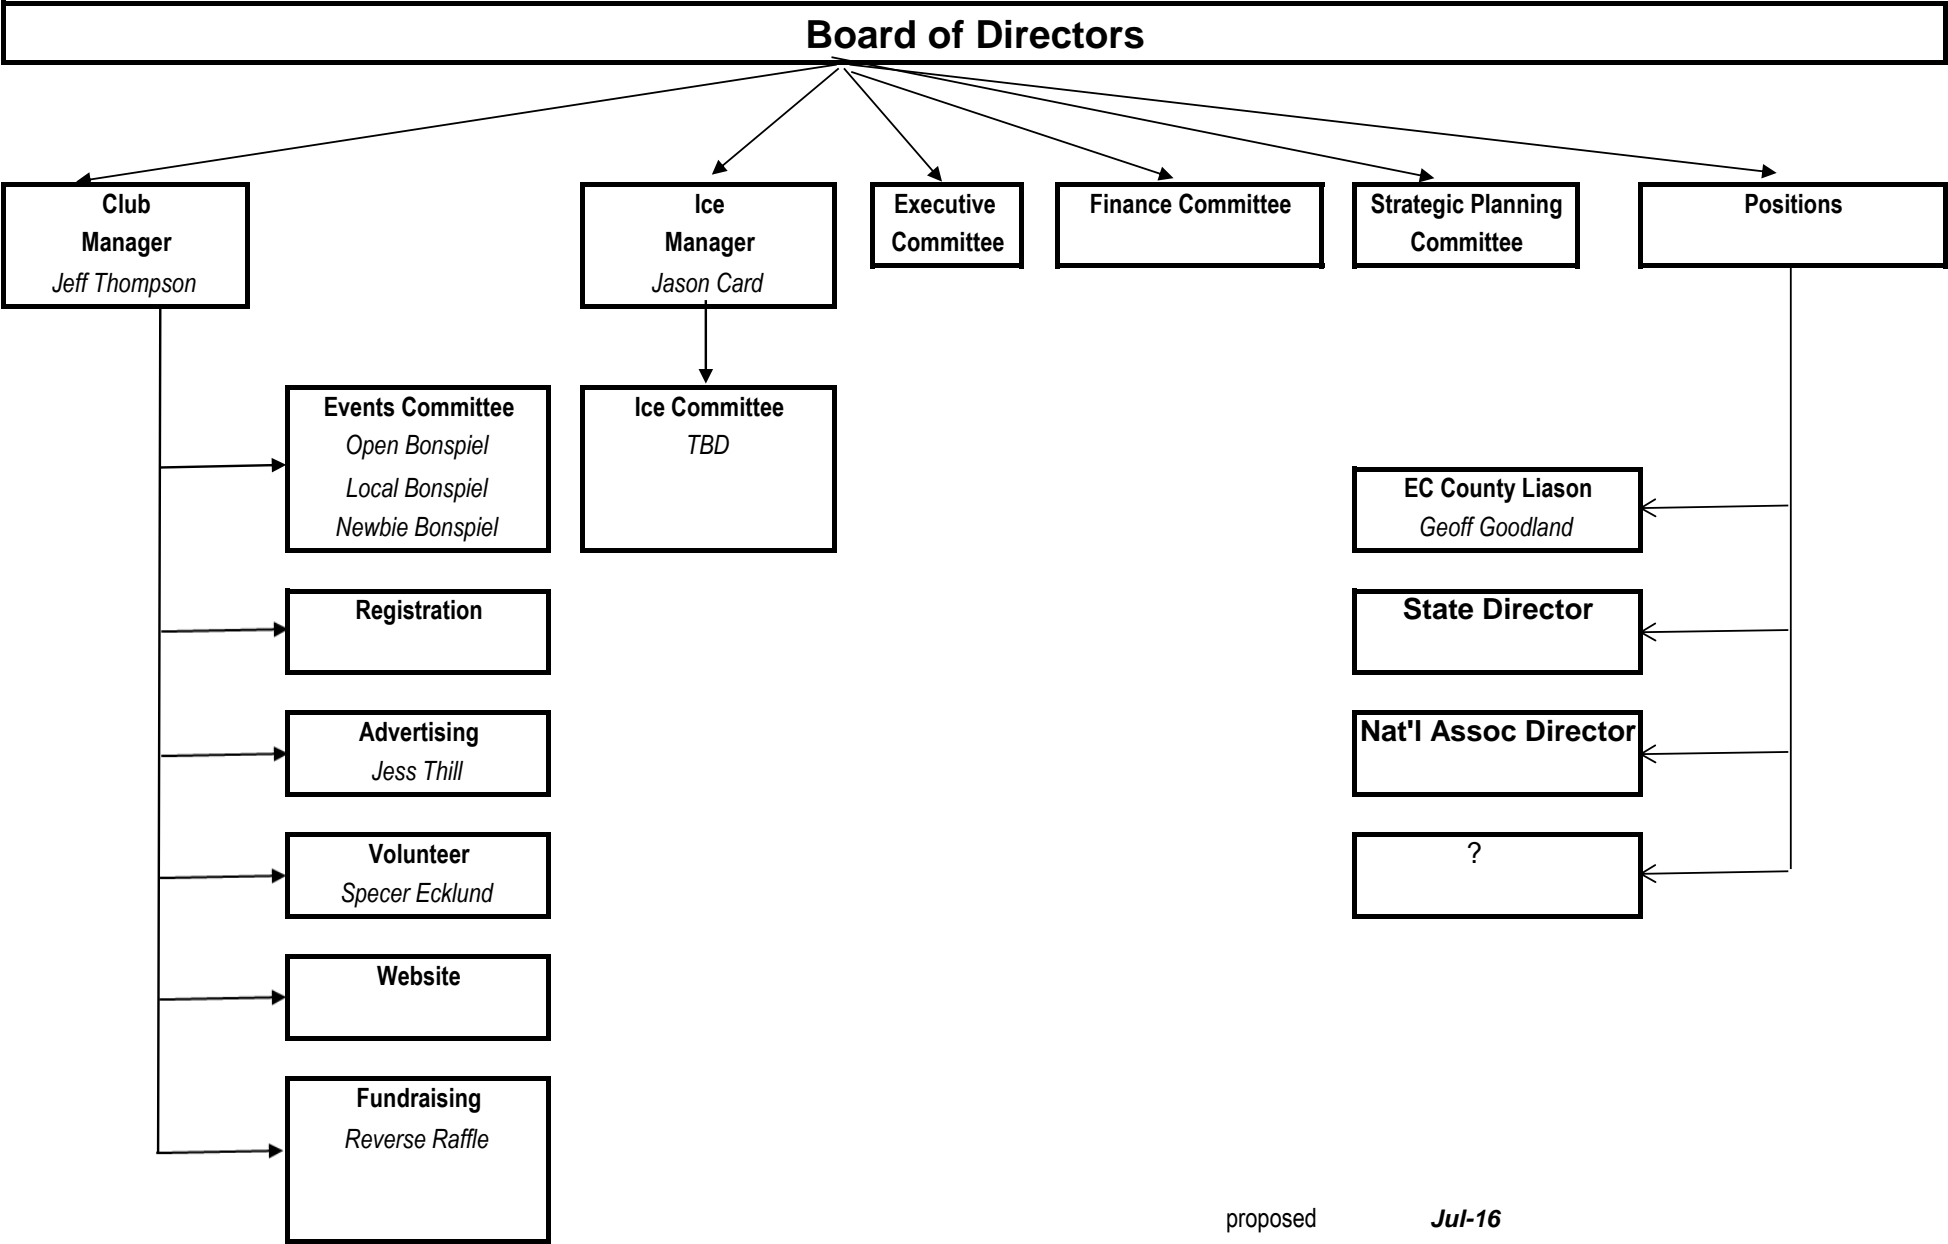 Board of Directors
Club
Manager
Jeff Thompson
Ice
Manager
Jason Card
Executive
Committee
Finance Committee
Strategic Planning
Committee
Positions
Events Committee
Open Bonspiel
Local Bonspiel
Newbie Bonspiel
Ice Committee
TBD
EC County Liason
Geoff Goodland
Registration
State Director
Advertising
Jess Thill
Nat'l Assoc Director
Volunteer
Specer Ecklund
?
Website
Fundraising
Reverse Raffle
proposed Jul-16